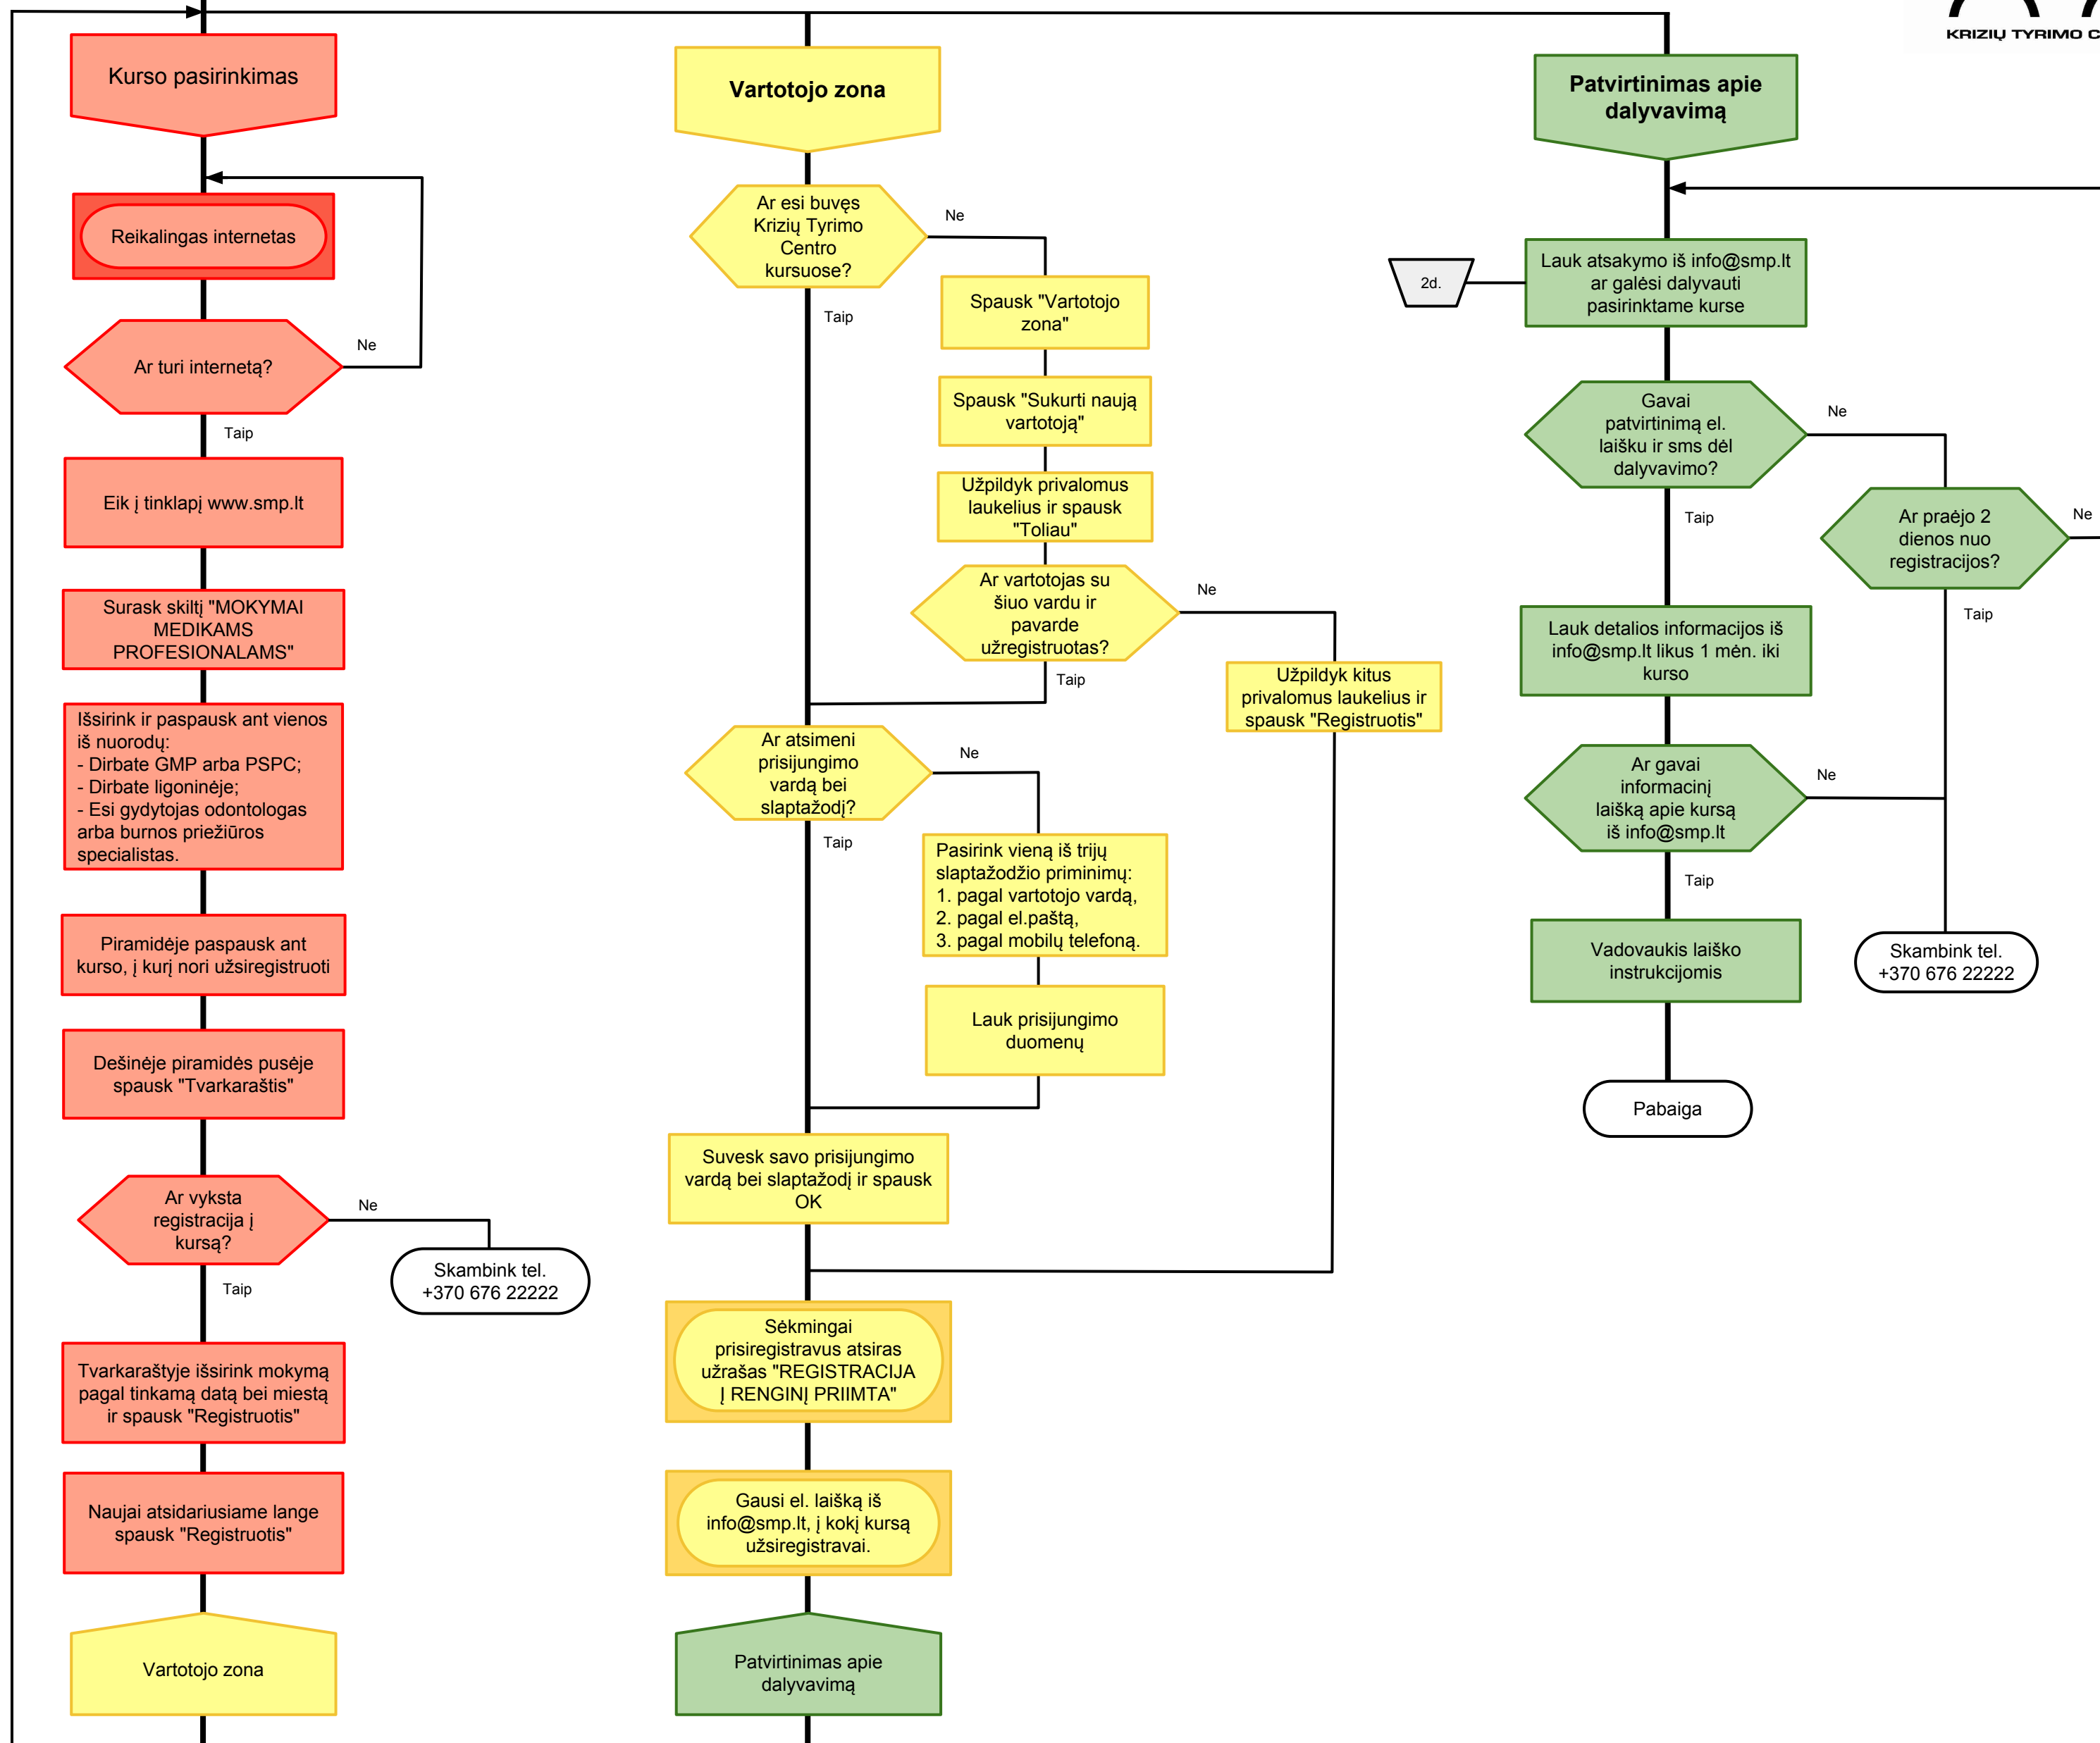 KRIZIŲ TYRIMO C
Kurso pasirinkimas
Reikalingas internetas
Ar turi internetą?
Ne
Taip
Eik į tinklapį www.smp.lt
Surask skiltį "MOKYMAI
MEDIKAMS
PROFESIONALAMS"
Išsirink ir paspausk ant vienos
iš nuorodų:
- Dirbate GMP arba PSPC;
- Dirbate ligoninėje;
- Esi gydytojas odontologas
arba burnos priežiūros
specialistas.
Piramidėje paspausk ant
kurso, į kurį nori užsiregistruoti
Dešinėje piramidės pusėje
spausk "Tvarkaraštis"
Ar vyksta
registracija į
kursą?
Ne
Skambink tel.
+370 676 22222
Taip
Tvarkaraštyje išsirink mokymą
pagal tinkamą datą bei miestą
ir spausk "Registruotis"
Naujai atsidariusiame lange
spausk "Registruotis"
Vartotojo zona
Vartotojo zona
Ar esi buvęs
Krizių Tyrimo
Centro
kursuose?
Ne
Taip
Spausk "Vartotojo
zona"
Spausk "Sukurti naują
vartotoją"
Užpildyk privalomus
laukelius ir spausk
"Toliau"
Ar vartotojas su
šiuo vardu ir
pavarde
užregistruotas?
Ne
Taip
Užpildyk kitus
privalomus laukelius ir
spausk "Registruotis"
Ar atsimeni
prisijungimo
vardą bei
slaptažodį?
Ne
Taip
Pasirink vieną iš trijų
slaptažodžio priminimų:
1. pagal vartotojo vardą,
2. pagal el.paštą,
3. pagal mobilų telefoną.
Lauk prisijungimo
duomenų
Suvesk savo prisijungimo
vardą bei slaptažodį ir spausk
OK
Sėkmingai
prisiregistravus atsiras
užrašas "REGISTRACIJA
Į RENGINĮ PRIIMTA"
Gausi el. laišką iš
info@smp.lt, į kokį kursą
užsiregistravai.
Patvirtinimas apie
dalyvavimą
Patvirtinimas apie
dalyvavimą
2d.
Lauk atsakymo iš info@smp.lt
ar galėsi dalyvauti
pasirinktame kurse
Gavai
patvirtinimą el.
laišku ir sms dėl
dalyvavimo?
Ne
Taip
Ar praėjo 2
dienos nuo
registracijos?
Ne
Taip
Lauk detalios informacijos iš
info@smp.lt likus 1 mėn. iki
kurso
Ar gavai
informacinį
laišką apie kursą
iš info@smp.lt
Ne
Taip
Vadovaukis laiško
instrukcijomis
Skambink tel.
+370 676 22222
Pabaiga